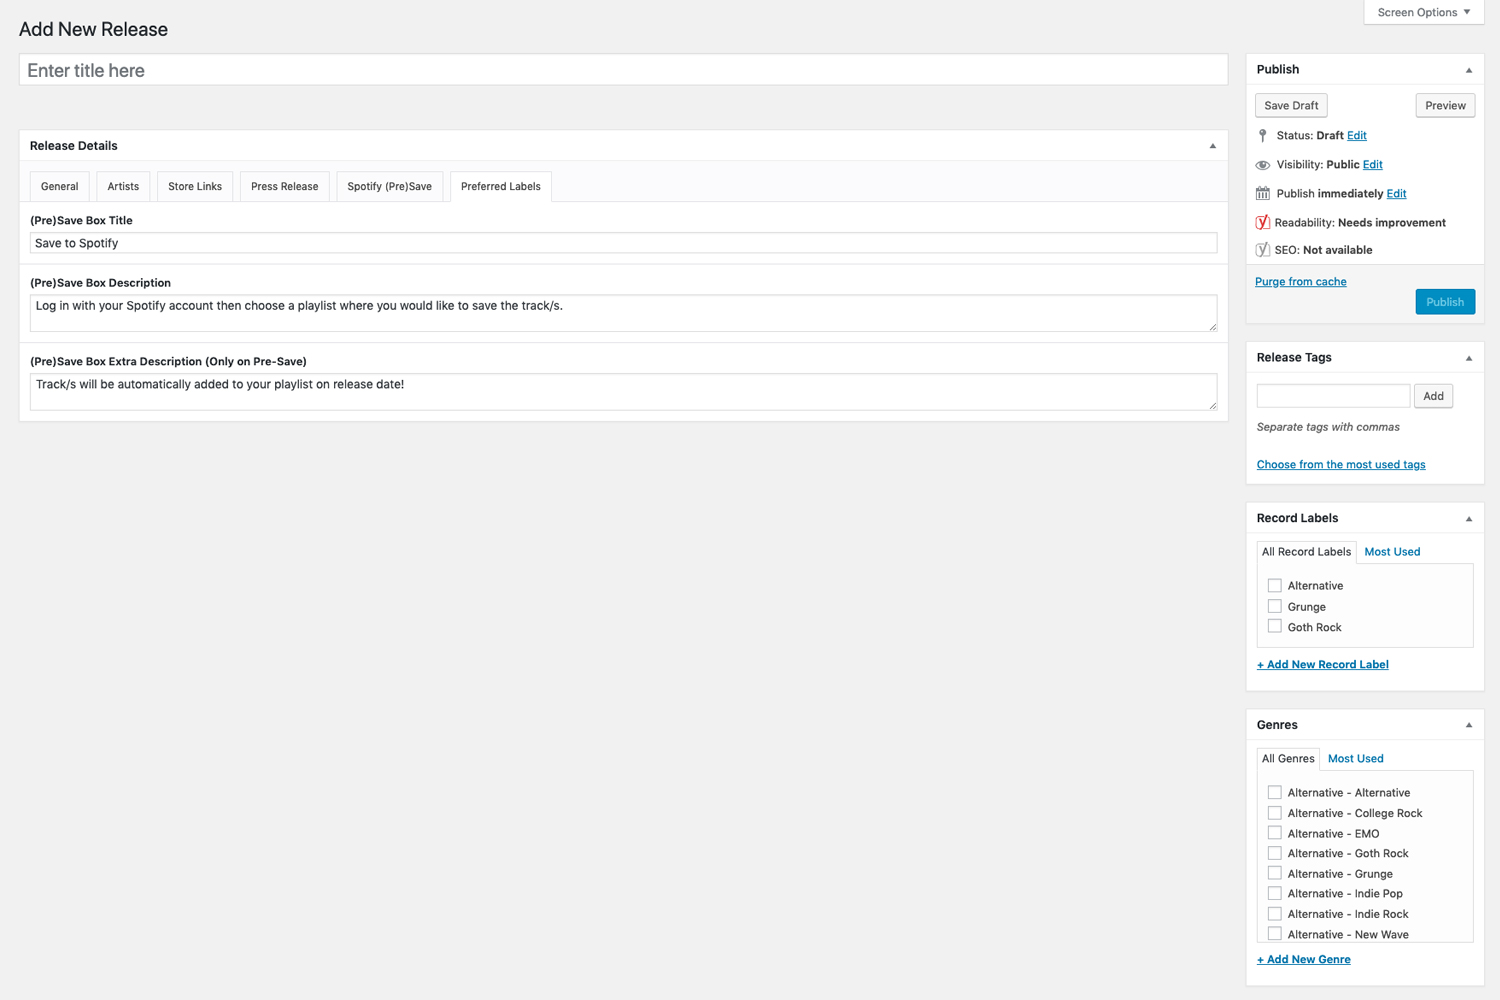 Screen Options
Add New Release
Enter title here
Release Details
General
Artists
Store Links
Press Release
Spotify (Pre)Save
Preferred Labels
(Pre)Save Box Title
Save to Spotify
(Pre)Save Box Description
Log in with your Spotify account then choose a playlist where you would like to save the track/s.
(Pre)Save Box Extra Description (Only on Pre-Save)
Track/s will be automatically added to your playlist on release date!
Publish
Save Draft
Preview
Status: Draft Edit
Visibility: Public Edit
Publish immediately Edit
Readability: Needs improvement
SEO: Not available
Purge from cache
Publish
Release Tags
Add
Separate tags with commas
Choose from the most used tags
Record Labels
All Record Labels
Most Used
Alternative
Grunge
Goth Rock
+ Add New Record Label
Genres
All Genres
Most Used
Alternative - Alternative
Alternative - College Rock
Alternative - EMO
Alternative - Goth Rock
Alternative - Grunge
Alternative - Indie Pop
Alternative - Indie Rock
Alternative - New Wave
+ Add New Genre